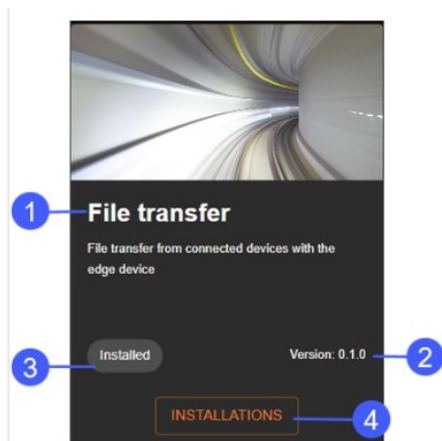 1
File transfer
File transfer from connected devices with the
edge device
3
Installed
Version: 0.1.0
2
INSTALLATIONS
4